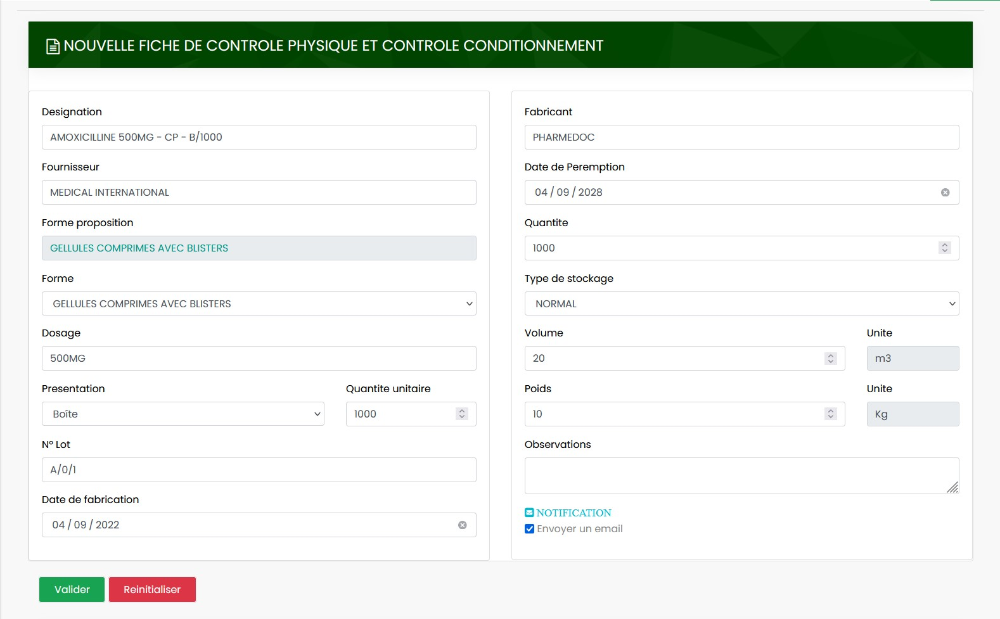 NOUVELLE FICHE DE CONTROLE PHYSIQUE ET CONTROLE CONDITIONNEMENT
Designation
AMOXICILLINE 500MG - CP - B/1000
Fournisseur
MEDICAL INTERNATIONAL
Forme proposition
GELLULES COMPRIMES AVEC BLISTERS
Forme
GELLULES COMPRIMES AVEC BLISTERS
Dosage
500MG
Presentation Quantite unitaire
Boîte 1000
N° Lot
A/0/1
Date de fabrication
04 / 09 / 2022
Fabricant
PHARMEDOC
Date de Peremption
04 / 09 / 2028
Quantite
1000
Type de stockage
NORMAL
Volume Unite
20 m3
Poids Unite
10 Kg
Observations
NOTIFICATION
Envoyer un email
Valider Reinitialiser